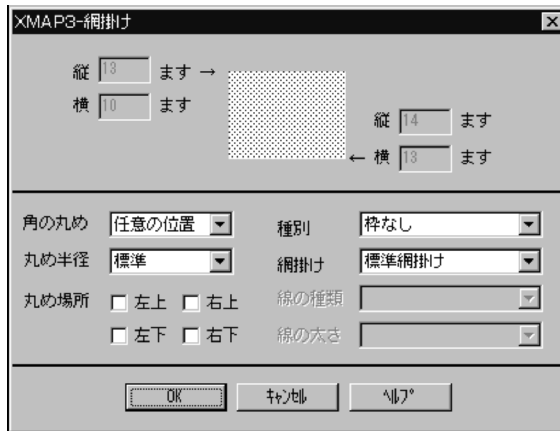 XMAP3-網掛け
縦 13 ます →
横 10 ます
縦 14 ます
← 横 13 ます
角の丸め 任意の位置 種別 枠なし
丸め半径 標準 網掛け 標準網掛け
丸め場所 左上 右上 線の種類
左下 右下 線の太さ
OK ｷｬﾝｾﾙ ﾍﾙﾌﾟ